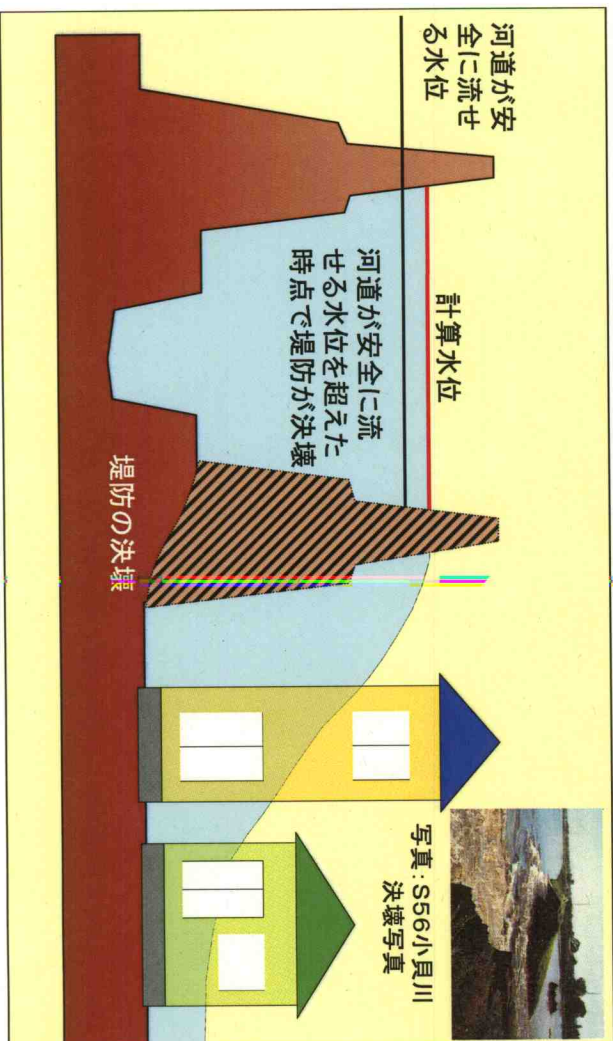 河道が安
全に流せ
る水位
計算水位
河道が安全に流
せる水位を超えた
時点で堤防が決壊
堤防の決壊
写真:S56小貝川
決壊写真